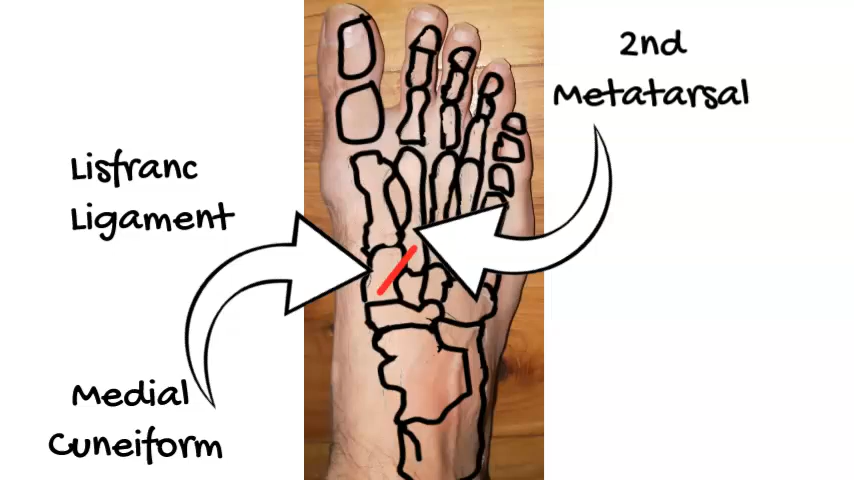 2nd
Metatarsal
Lisfranc
Ligament
Medial
Cuneiform